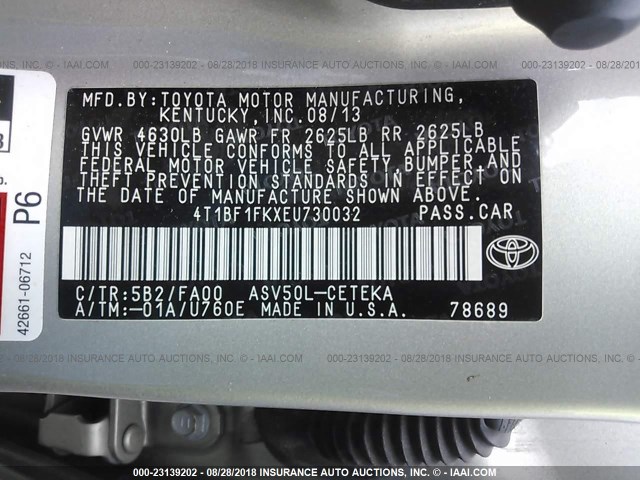 000-23139202 - 08/28/2018 INSURANCE AUTO AUCTIONS, INC. - © - IAAI.COM
MFD.BY:TOYOTA MOTOR MANUFACTURING,
KENTUCKY,INC.08/13
GVWR 4630LB GAWR FR 2625LB RR 2625LB
THIS VEHICLE CONFORMS TO ALL APPLICABLE
FEDERAL MOTOR VEHICLE SAFETY,BUMPER,AND
THEFT PREVENTION STANDARDS IN EFFECT ON
THE DATE OF MANUFACTURE SHOWN ABOVE.
4T1BF1FKXEU730032 PASS.CAR
C/TR:5B2/FA00 ASV50L-CETEKA
A/TM:-01A/U760E MADE IN U.S.A. 78689
P6
42661-06712
000-23139202 - 08/28/2018 INSURANCE AUTO AUCTIONS, INC. - © - IAAI.COM
000-23139202 - 08/28/2018 INSURANCE AUTO AUCTIONS, INC. - © - IAAI.COM